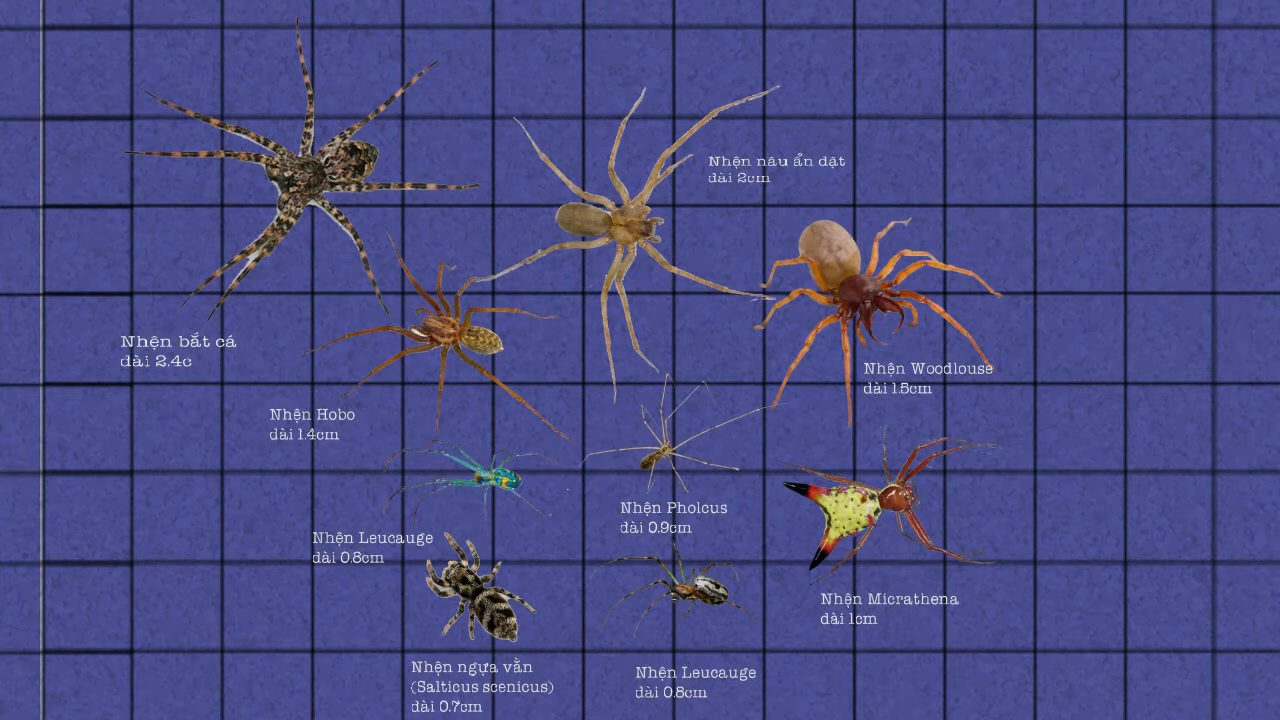 Nhện nâu ẩn dật
dài 2cm
Nhện bắt cá
dài 2.4c
Nhện Woodlouse
dài 1.5cm
Nhện Hobo
dài 1.4cm
Nhện Pholcus
dài 0.9cm
Nhện Leucauge
dài 0.8cm
Nhện Micrathena
dài 1cm
Nhện ngựa vằn
(Salticus scenicus)
dài 0.7cm
Nhện Leucauge
dài 0.8cm